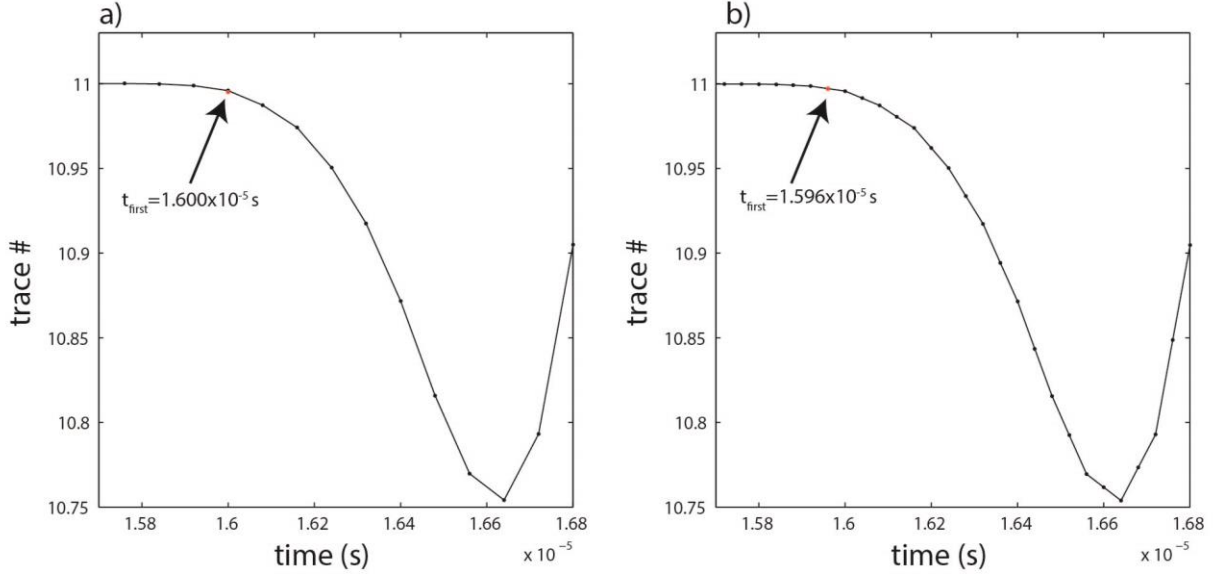 a)
11
10.95
10.9
10.85
10.8
10.75
trace #
t_first=1.600x10⁻⁵ s
1.58
1.6
1.62
1.64
1.66
1.68
time (s)
x 10⁻⁵
b)
11
10.95
10.9
10.85
10.8
10.75
trace #
t_first=1.596x10⁻⁵ s
1.58
1.6
1.62
1.64
1.66
1.68
time (s)
x 10⁻⁵